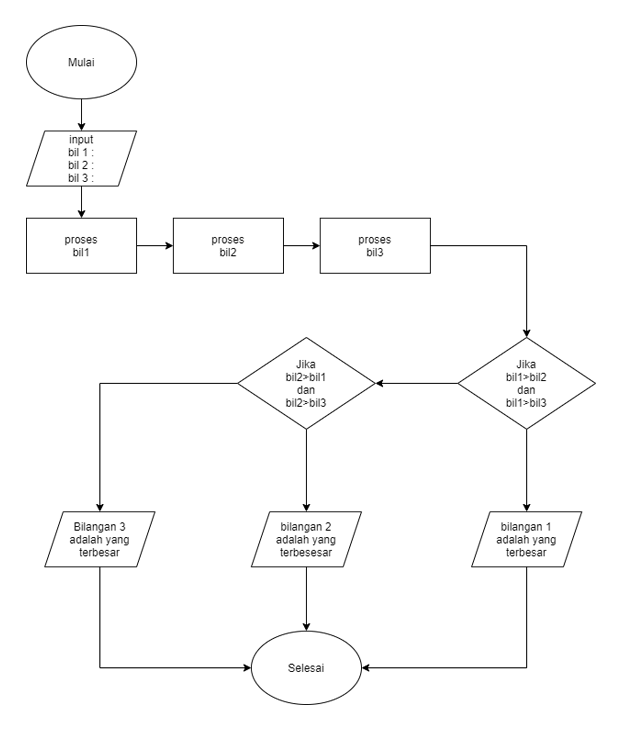 Mulai
input
bil 1 :
bil 2 :
bil 3 :
proses
bil1
proses
bil2
proses
bil3
Jika
bil2>bil1
dan
bil2>bil3
Jika
bil1>bil2
dan
bil1>bil3
Bilangan 3
adalah yang
terbesar
bilangan 2
adalah yang
terbesesar
bilangan 1
adalah yang
terbesar
Selesai